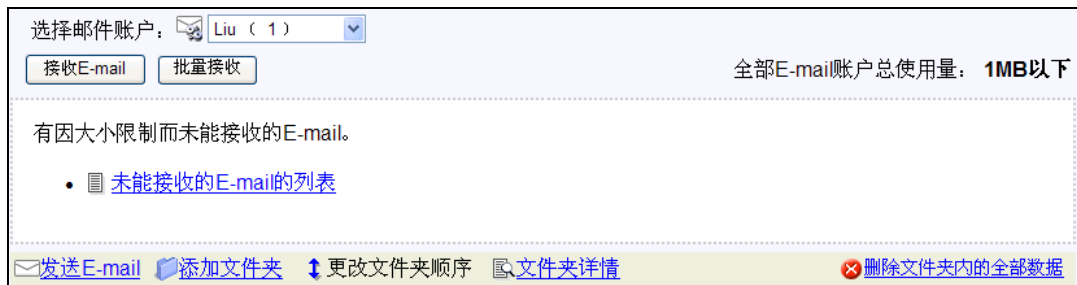 选择邮件账户： Liu （ 1）
接收E-mail 批量接收 全部E-mail账户总使用量： 1MB以下
有因大小限制而未能接收的E-mail。
• 未能接收的E-mail的列表
发送E-mail 添加文件夹 更改文件夹顺序 文件夹详情 删除文件夹内的全部数据